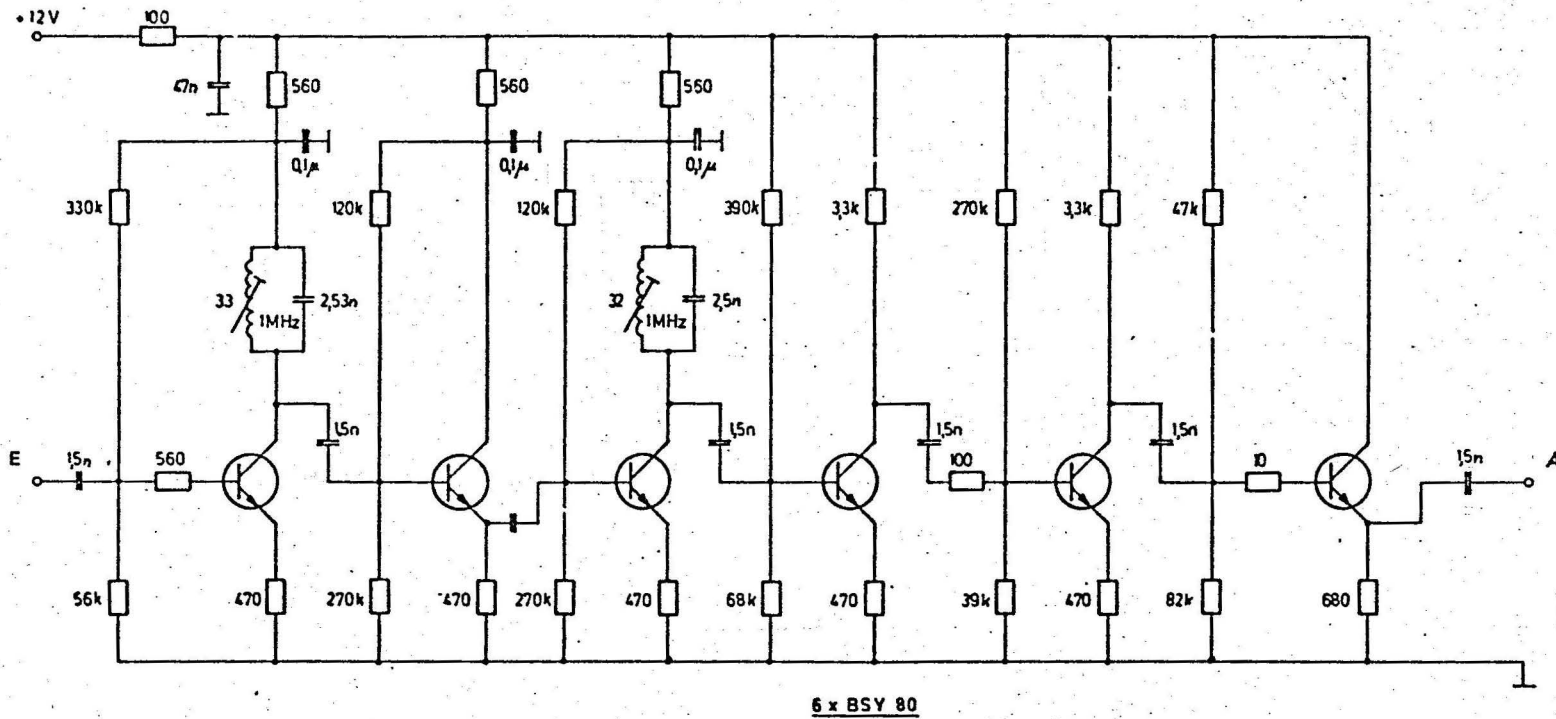 +12V
100
47n
560
560
560
0,1µ
0,1µ
0,1µ
330k
120k
120k
390k
3,3k
270k
3,3k
47k
33
1MHz
2,53n
32
1MHz
2,5n
E
1,5n
560
1,5n
1,5n
1,5n
100
1,5n
10
1,5n
A
56k
470
270k
470
270k
470
68k
470
39k
470
82k
680
6 x BSY 80